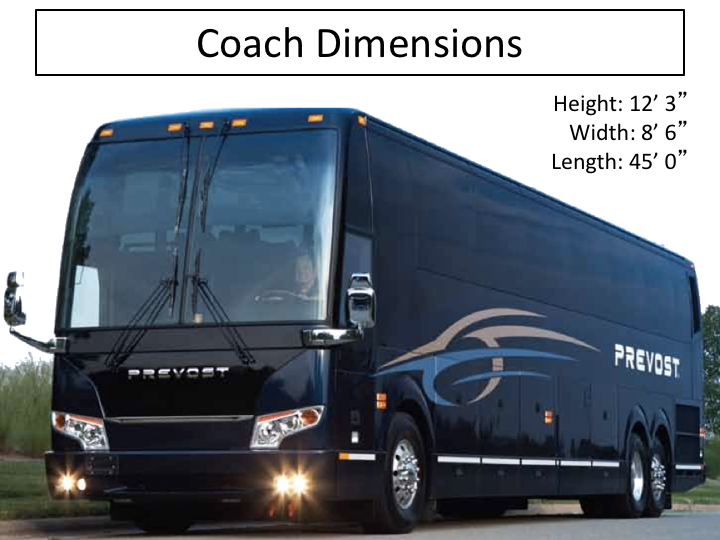 Coach Dimensions
Height: 12’ 3”
Width: 8’ 6”
Length: 45’ 0”
PREVOST
PREVOST